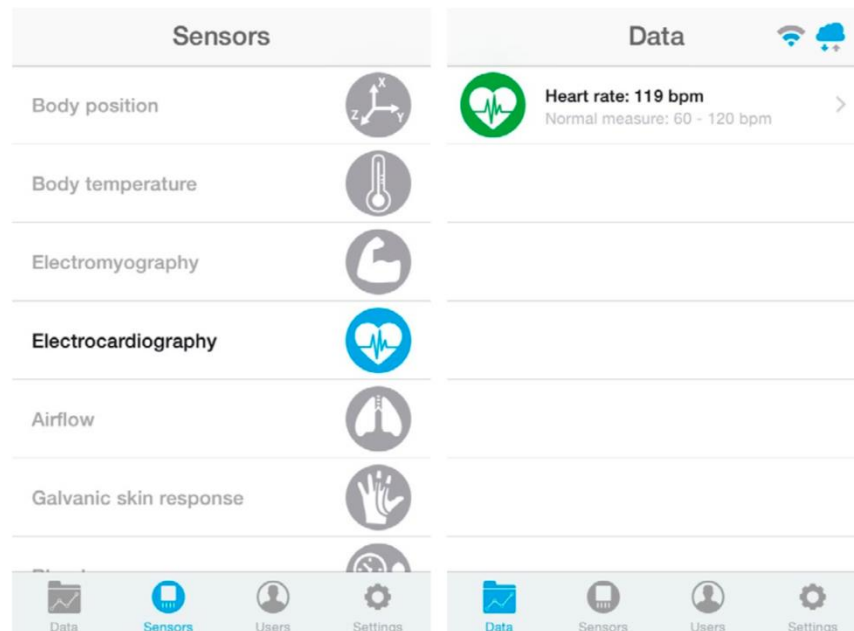 Sensors
Body position
X
Z
Y
Body temperature
Electromyography
Electrocardiography
Airflow
Galvanic skin response
Data
Sensors
Users
Settings
Data
Heart rate: 119 bpm
Normal measure: 60 - 120 bpm
Data
Sensors
Users
Settings